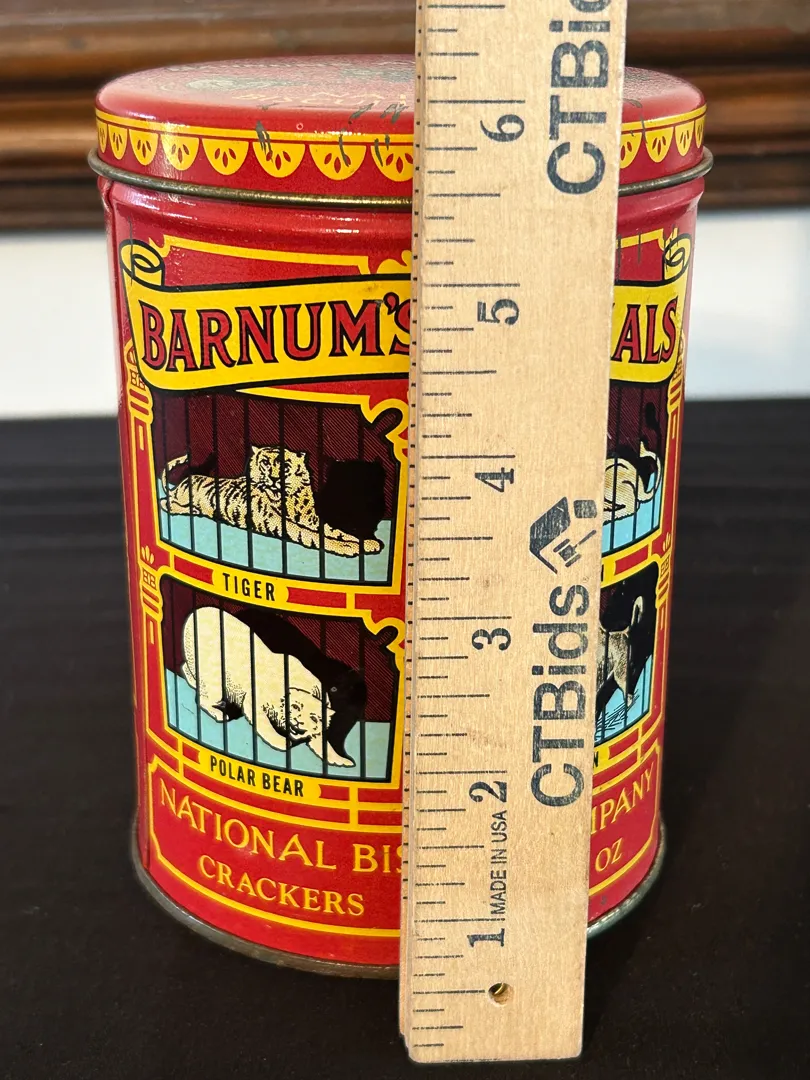 BARNUM'S
ALS
TIGER
POLAR BEAR
NATIONAL BIS
MPANY
CRACKERS
OZ
6
5
4
3
2
1
MADE IN USA
CTBids
CTBids